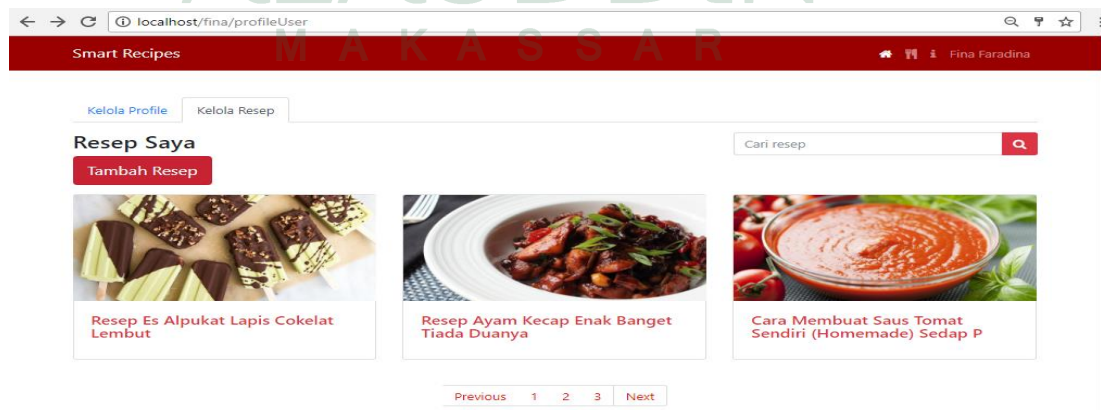 localhost/fina/profileUser
MAKASSAR
Smart Recipes
Fina Faradina
Kelola Profile
Kelola Resep
Resep Saya
Cari resep
Tambah Resep
Resep Es Alpukat Lapis Cokelat
Lembut
Resep Ayam Kecap Enak Banget
Tiada Duanya
Cara Membuat Saus Tomat
Sendiri (Homemade) Sedap P
Previous 1 2 3 Next